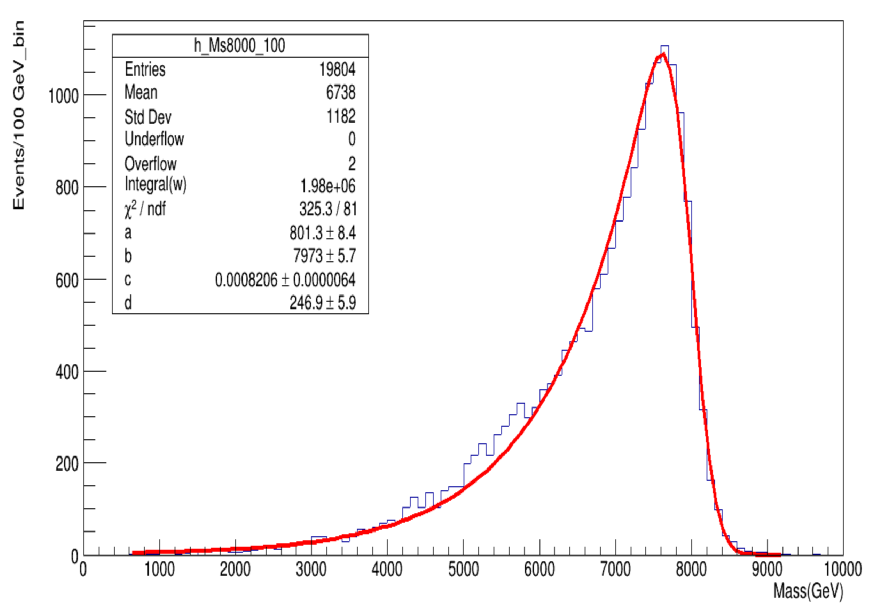 Events/100 GeV_bin
h_Ms8000_100
Entries 19804
Mean 6738
Std Dev 1182
Underflow 0
Overflow 2
Integral(w) 1.98e+06
χ² / ndf 325.3 / 81
a 801.3 ± 8.4
b 7973 ± 5.7
c 0.0008206 ± 0.0000064
d 246.9 ± 5.9
1000
800
600
400
200
0
0 1000 2000 3000 4000 5000 6000 7000 8000 9000 10000
Mass(GeV)